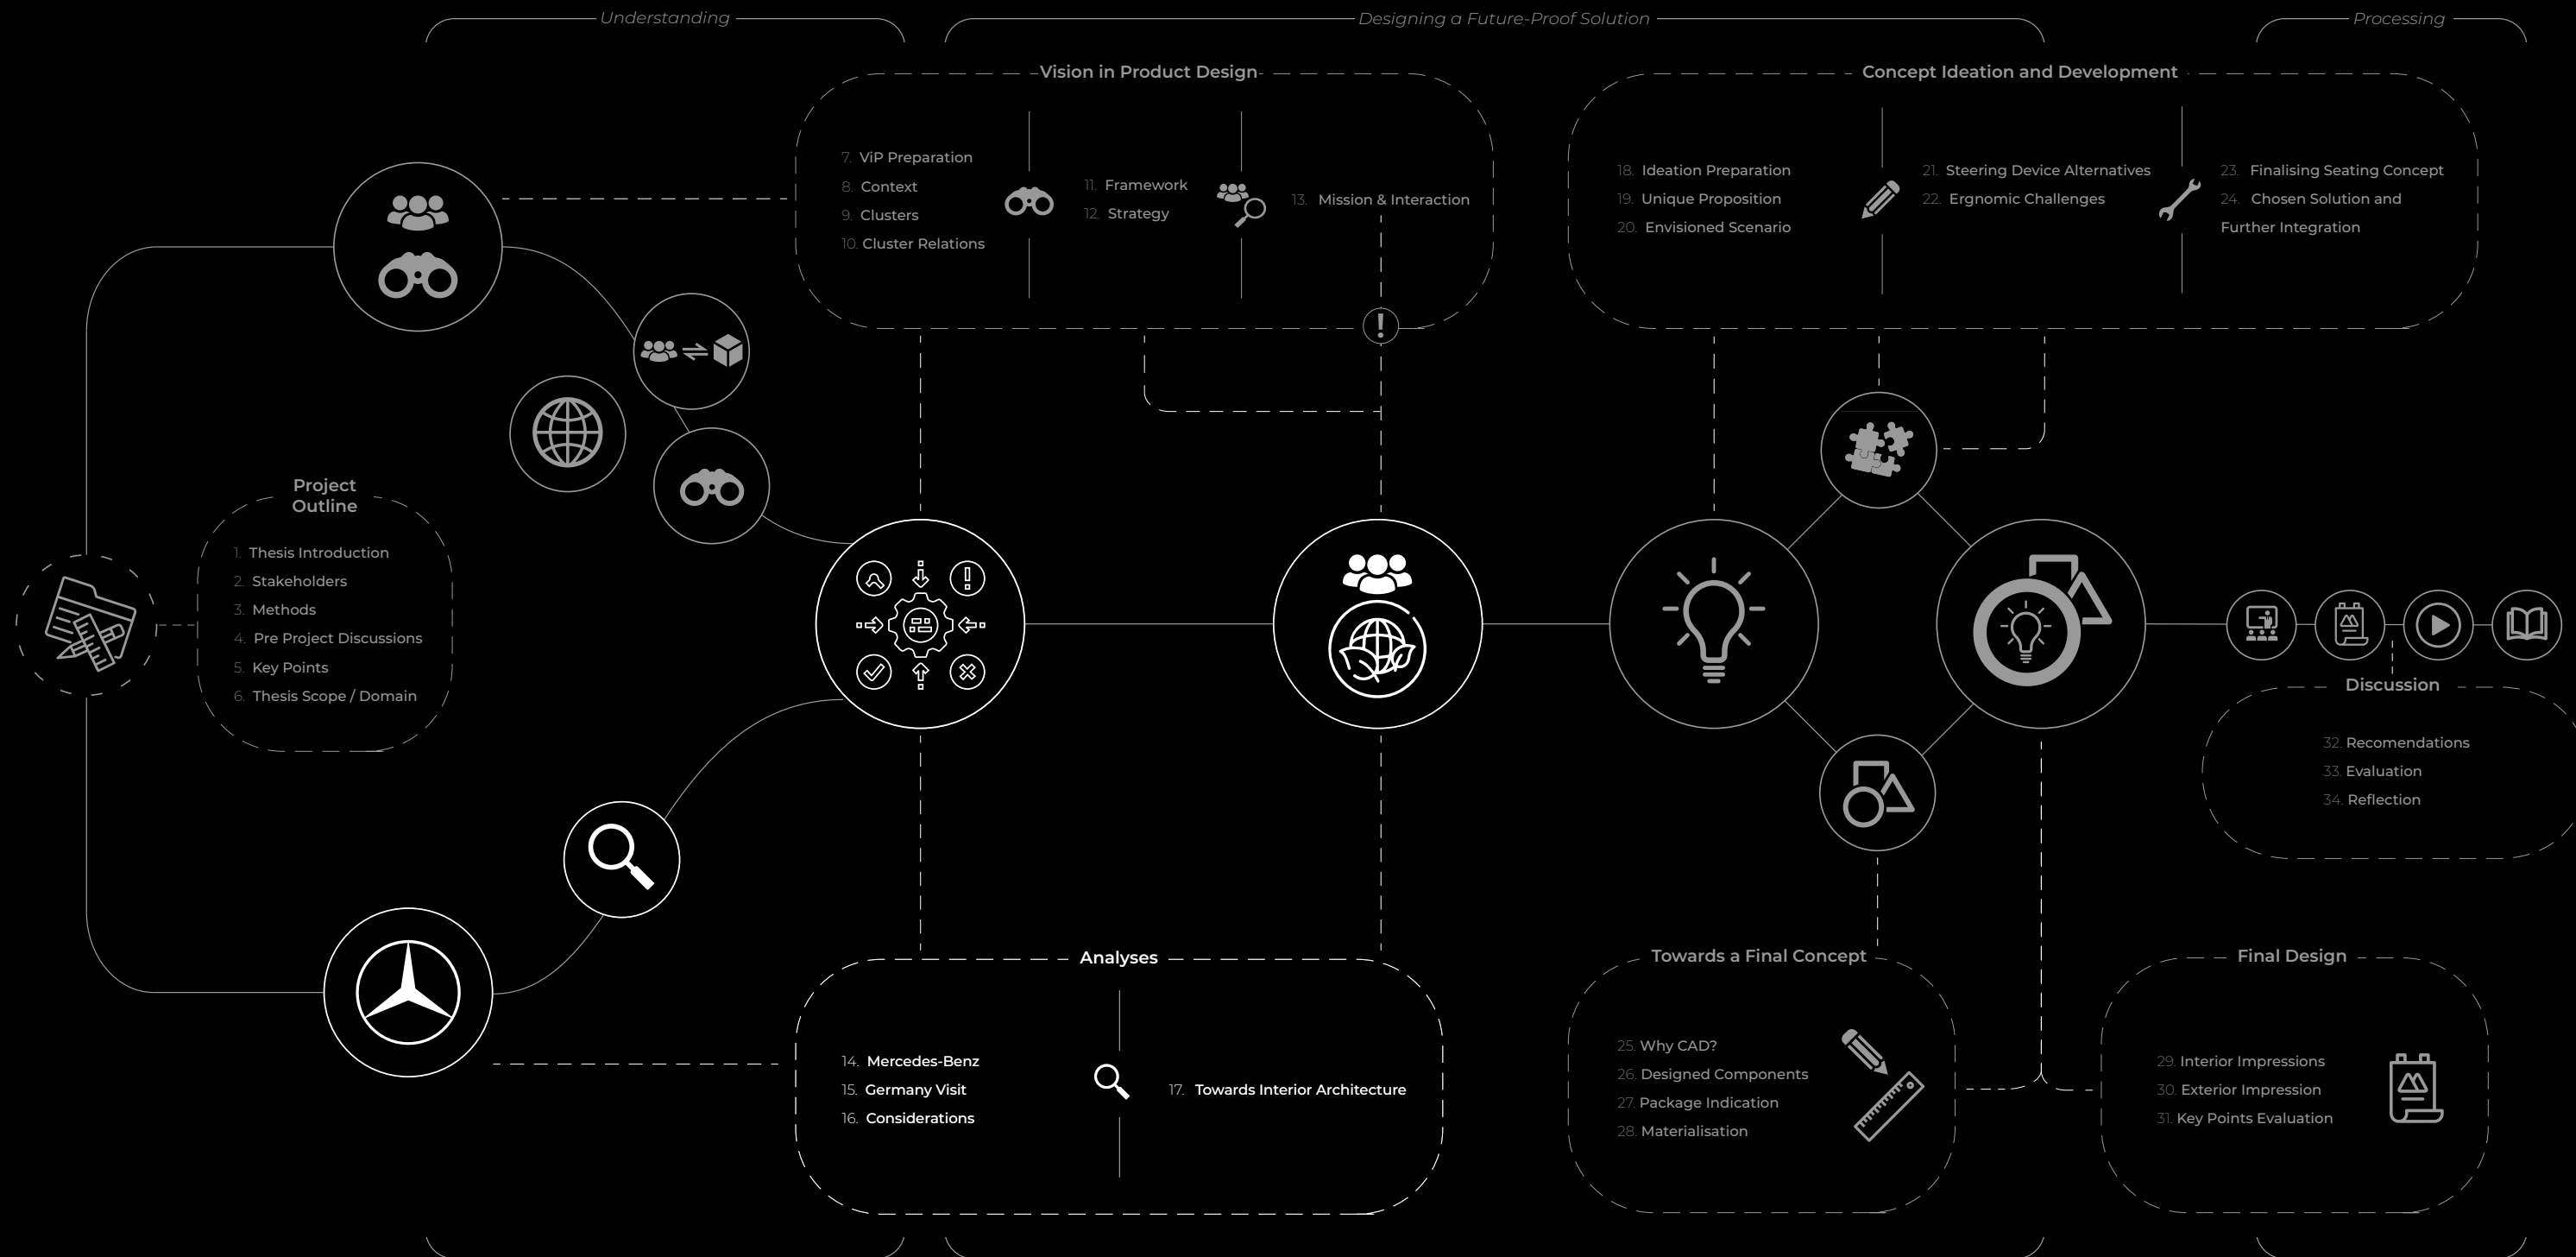 Understanding
Designing a Future-Proof Solution
Processing
Vision in Product Design
7. ViP Preparation
8. Context
9. Clusters
10. Cluster Relations
11. Framework
12. Strategy
13. Mission & Interaction
Concept Ideation and Development
18. Ideation Preparation
19. Unique Proposition
20. Envisioned Scenario
21. Steering Device Alternatives
22. Ergnomic Challenges
23. Finalising Seating Concept
24. Chosen Solution and
Further Integration
Project
Outline
1. Thesis Introduction
2. Stakeholders
3. Methods
4. Pre Project Discussions
5. Key Points
6. Thesis Scope / Domain
Discussion
32. Recomendations
33. Evaluation
34. Reflection
Analyses
14. Mercedes-Benz
15. Germany Visit
16. Considerations
17. Towards Interior Architecture
Towards a Final Concept
25. Why CAD?
26. Designed Components
27. Package Indication
28. Materialisation
Final Design
29. Interior Impressions
30. Exterior Impression
31. Key Points Evaluation